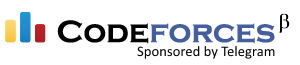 CODEFORCES β
Sponsored by Telegram